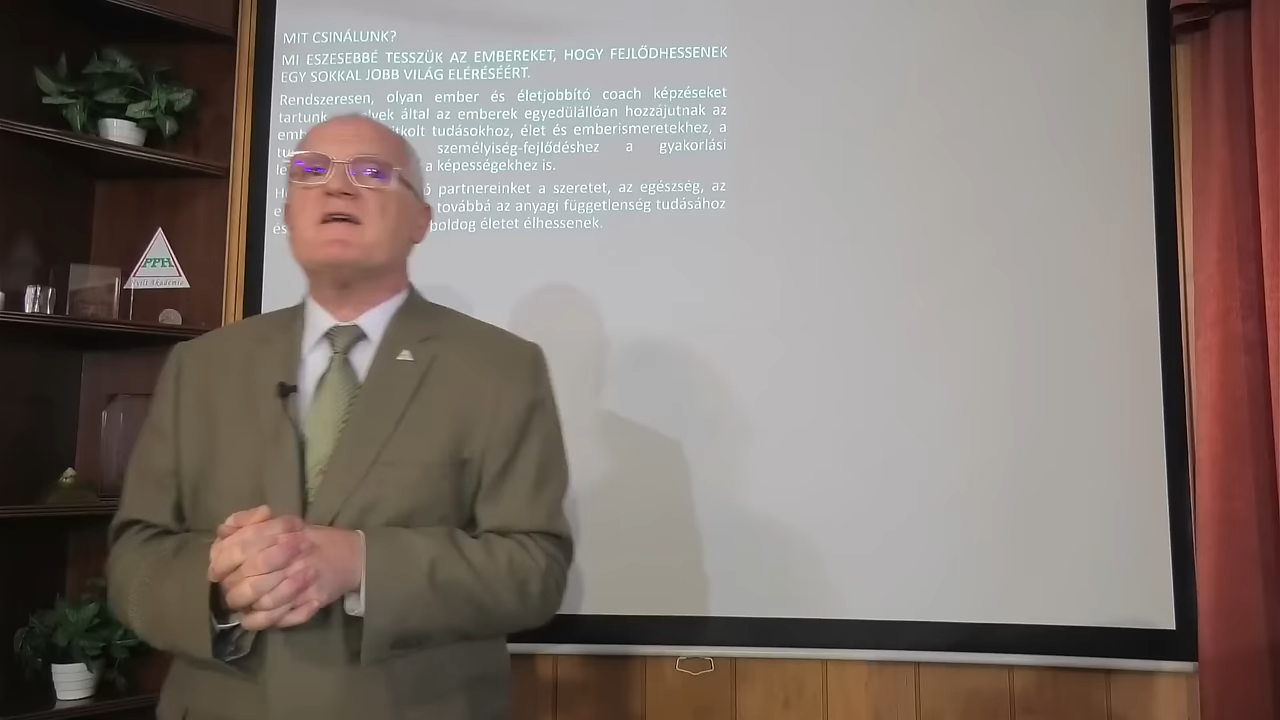 MIT CSINÁLUNK?
MI ESZESEBBÉ TESSZÜK AZ EMBEREKET, HOGY FEJLŐDHESSENEK
EGY SOKKAL JOBB VILÁG ELÉRÉSÉÉRT.
Rendszeresen, olyan ember és életjobbító coach képzéseket
tartunk által az emberek egyedülállóan hozzájutnak az
tudásokhoz, élet és emberismeretekhez, a
személyiség-fejlődéshez a gyakorlási
a képességekhez is.
partnereinket a szeretet, az egészség, az
továbbá az anyagi függetlenség tudásához
boldog életet élhessenek.
PPH
Nyílt Akadémia